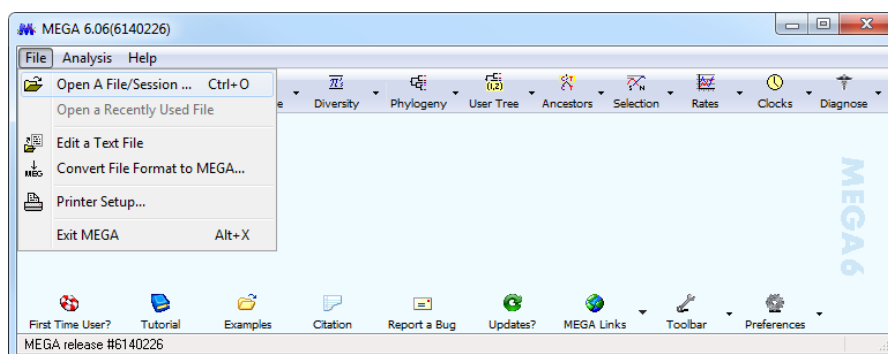 MEGA 6.06(6140226)
File Analysis Help
Open A File/Session ... Ctrl+O
Open a Recently Used File
Edit a Text File
Convert File Format to MEGA...
Printer Setup...
Exit MEGA Alt+X
e Diversity Phylogeny User Tree Ancestors Selection Rates Clocks Diagnose
MEGA6
First Time User? Tutorial Examples Citation Report a Bug Updates? MEGA Links Toolbar Preferences
MEGA release #6140226